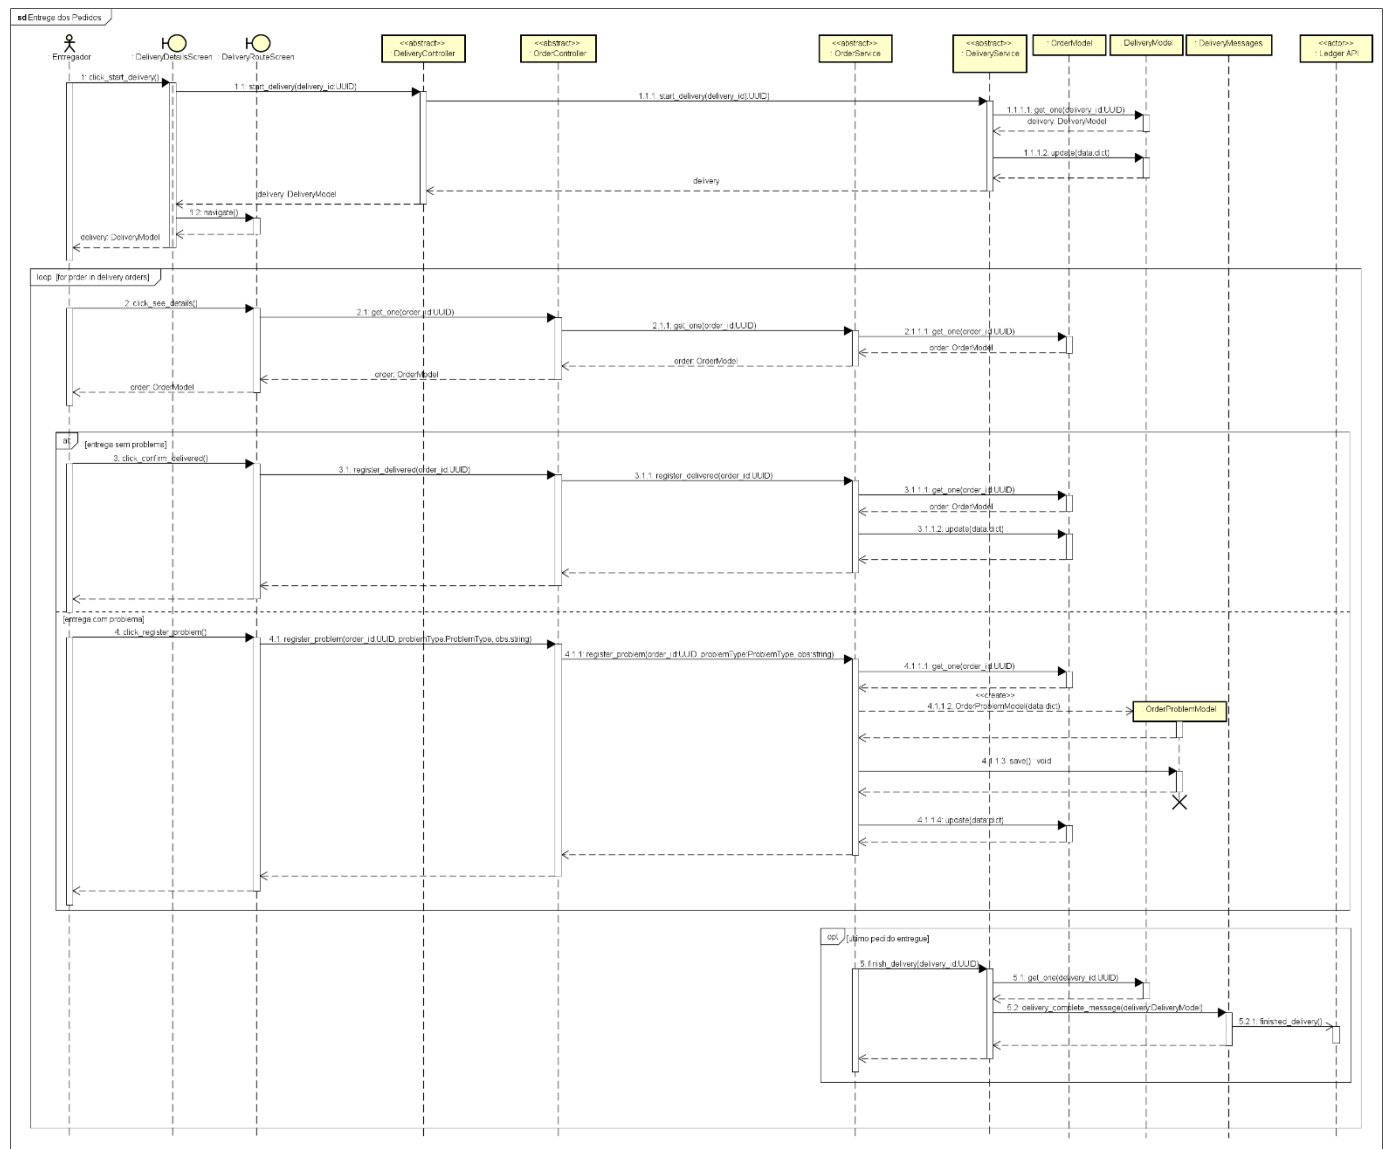 sd Entrega dos Pedidos
Entregador
: DeliveryDetailsScreen
: DeliveryRouteScreen
<<abstract>>
: DeliveryController
<<abstract>>
: OrderController
<<abstract>>
: OrderService
<<abstract>>
: DeliveryService
: OrderModel
: DeliveryModel
: DeliveryMessages
<<actor>>
: Ledger API
1: click_start_delivery()
1.1: start_delivery(delivery_id:UUID)
1.1.1: start_delivery(delivery_id):UUID)
1.1.1.1: get_one(delivery_id:UUID)
delivery: DeliveryModel
1.1.1.2: update(data:dict)
delivery
delivery: DeliveryModel
1.2: navigate()
delivery: DeliveryModel
loop [for order in delivery.orders]
2: click_see_details()
2.1: get_one(order_id:UUID)
2.1.1: get_one(order_id:UUID)
2.1.1.1: get_one(order_id:UUID)
order: OrderModel
order: OrderModel
order: OrderModel
order: OrderModel
alt [entrega sem problema]
3: click_confirm_delivered()
3.1: register_delivered(order_id:UUID)
3.1.1: register_delivered(order_id:UUID)
3.1.1.1: get_one(order_id:UUID)
order: OrderModel
3.1.1.2: update(data:dict)
[entrega com problema]
4: click_register_problem()
4.1: register_problem(order_id:UUID, problemType:ProblemType, obs:string)
4.1.1: register_problem(order_id:UUID, problemType:ProblemType, obs:string)
4.1.1.1: get_one(order_id:UUID)
<<create>>
4.1.1.2: OrderProblemModel(data:dict)
: OrderProblemModel
4.1.1.3: save() : void
4.1.1.4: update(data:dict)
opt [ultimo pedido entregue]
5: finish_delivery(delivery_id:UUID)
5.1: get_one(delivery_id:UUID)
5.2: delivery_complete_message(delivery:DeliveryModel)
5.2.1: finished_delivery()